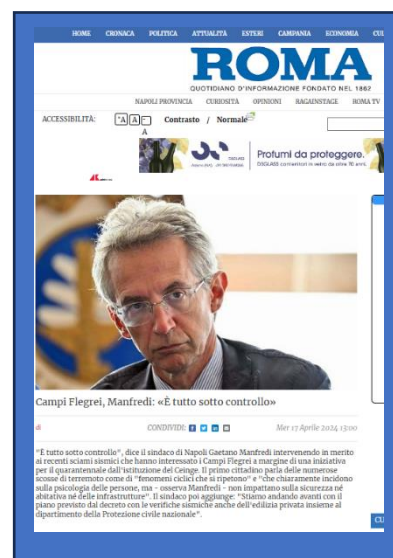 HOME CRONACA POLITICA ATTUALITÀ ESTERI CAMPANIA ECONOMIA
ROMA
QUOTIDIANO D'INFORMAZIONE FONDATO NEL 1862
NAPOLI PROVINCIA CURIOSITA OPINIONI BAGAINSTAGE ROMA TV
ACCESSIBILITÀ: A A A Contrasto / Normale
Profumi da proteggere.
Campi Flegrei, Manfredi: «È tutto sotto controllo»
di CONDIVIDI: Mer 17 Aprile 2024 13:00
"È tutto sotto controllo", dice il sindaco di Napoli Gaetano Manfredi intervenendo in merito
ai recenti sciami sismici che hanno interessato i Campi Flegrei a margine di una iniziativa
per il quarantennale dall'istituzione del Ceinge. Il primo cittadino parla delle numerose
scosse di terremoto come di "fenomeni ciclici che si ripetono" e "che chiaramente incidono
sulla psicologia delle persone, ma - osserva Manfredi - non impattano sulla sicurezza né
abitativa né delle infrastrutture". Il sindaco poi aggiunge: "Stiamo andando avanti con il
piano previsto dal decreto con le verifiche sismiche anche dell'edilizia privata insieme al
dipartimento della Protezione civile nazionale".